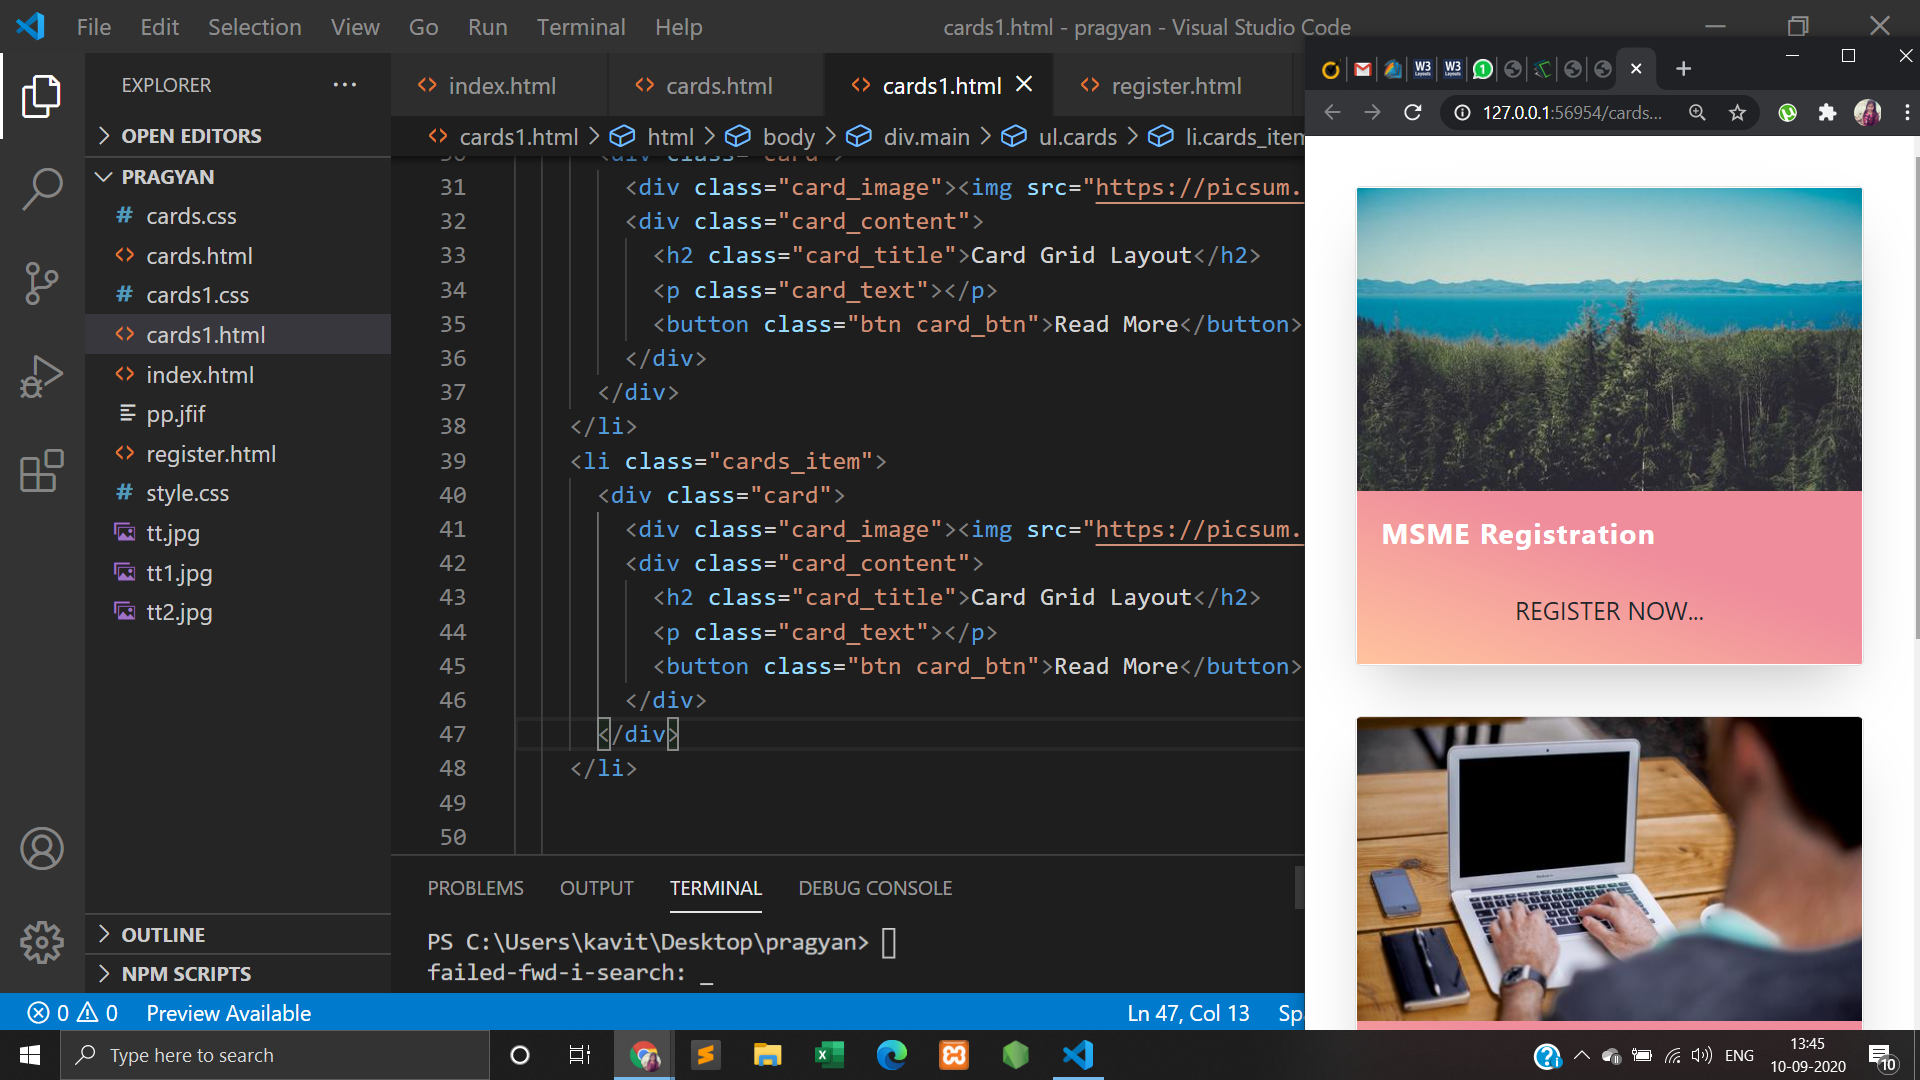 File Edit Selection View Go Run Terminal Help
cards1.html - pragyan - Visual Studio Code
EXPLORER
OPEN EDITORS
PRAGYAN
# cards.css
<> cards.html
# cards1.css
<> cards1.html
<> index.html
pp.jfif
<> register.html
# style.css
tt.jpg
tt1.jpg
tt2.jpg
OUTLINE
NPM SCRIPTS
<> index.html <> cards.html <> cards1.html <> register.html
<> cards1.html > html > body > div.main > ul.cards > li.cards_item
31 <div class="card_image"><img src="https://picsum.
32 <div class="card_content">
33 <h2 class="card_title">Card Grid Layout</h2>
34 <p class="card_text"></p>
35 <button class="btn card_btn">Read More</button>
36 </div>
37 </div>
38 </li>
39 <li class="cards_item">
40 <div class="card">
41 <div class="card_image"><img src="https://picsum.
42 <div class="card_content">
43 <h2 class="card_title">Card Grid Layout</h2>
44 <p class="card_text"></p>
45 <button class="btn card_btn">Read More</button>
46 </div>
47 </div>
48 </li>
49
50
PROBLEMS OUTPUT TERMINAL DEBUG CONSOLE
PS C:\Users\kavit\Desktop\pragyan>
failed-fwd-i-search: _
0 0 Preview Available
Ln 47, Col 13
W3 W3 1
127.0.0.1:56954/cards...
MSME Registration
REGISTER NOW...
Type here to search
ENG
13:45
10-09-2020
10